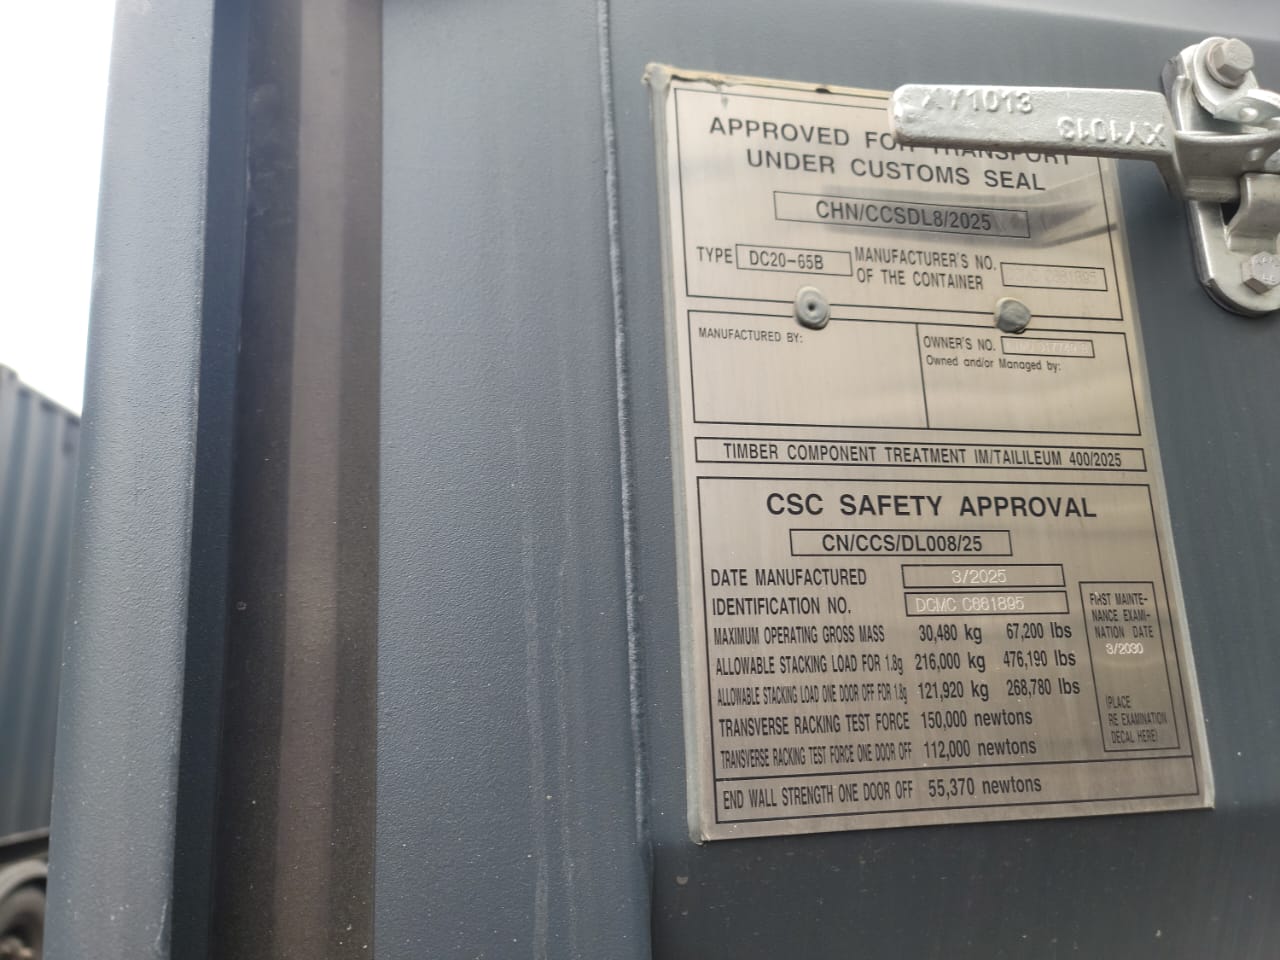 XY1013
XY1013
APPROVED FOR TRANSPORT
UNDER CUSTOMS SEAL
CHN/CCSDL8/2025
TYPE DC20-65B MANUFACTURER'S NO. OF THE CONTAINER DCMC C661895
MANUFACTURED BY:
OWNER'S NO.
Owned and/or Managed by:
TIMBER COMPONENT TREATMENT IM/TAILILEUM 400/2025
CSC SAFETY APPROVAL
CN/CCS/DL008/25
DATE MANUFACTURED 3/2025
IDENTIFICATION NO. DCMC C661895
MAXIMUM OPERATING GROSS MASS 30,480 kg 67,200 lbs
ALLOWABLE STACKING LOAD FOR 1.8g 216,000 kg 476,190 lbs
ALLOWABLE STACKING LOAD ONE DOOR OFF FOR 1.8g 121,920 kg 268,780 lbs
TRANSVERSE RACKING TEST FORCE 150,000 newtons
TRANSVERSE RACKING TEST FORCE ONE DOOR OFF 112,000 newtons
END WALL STRENGTH ONE DOOR OFF 55,370 newtons
FIRST MAINTE-
NANCE EXAMI-
NATION DATE
3/2030
(PLACE
RE EXAMINATION
DECAL HERE)